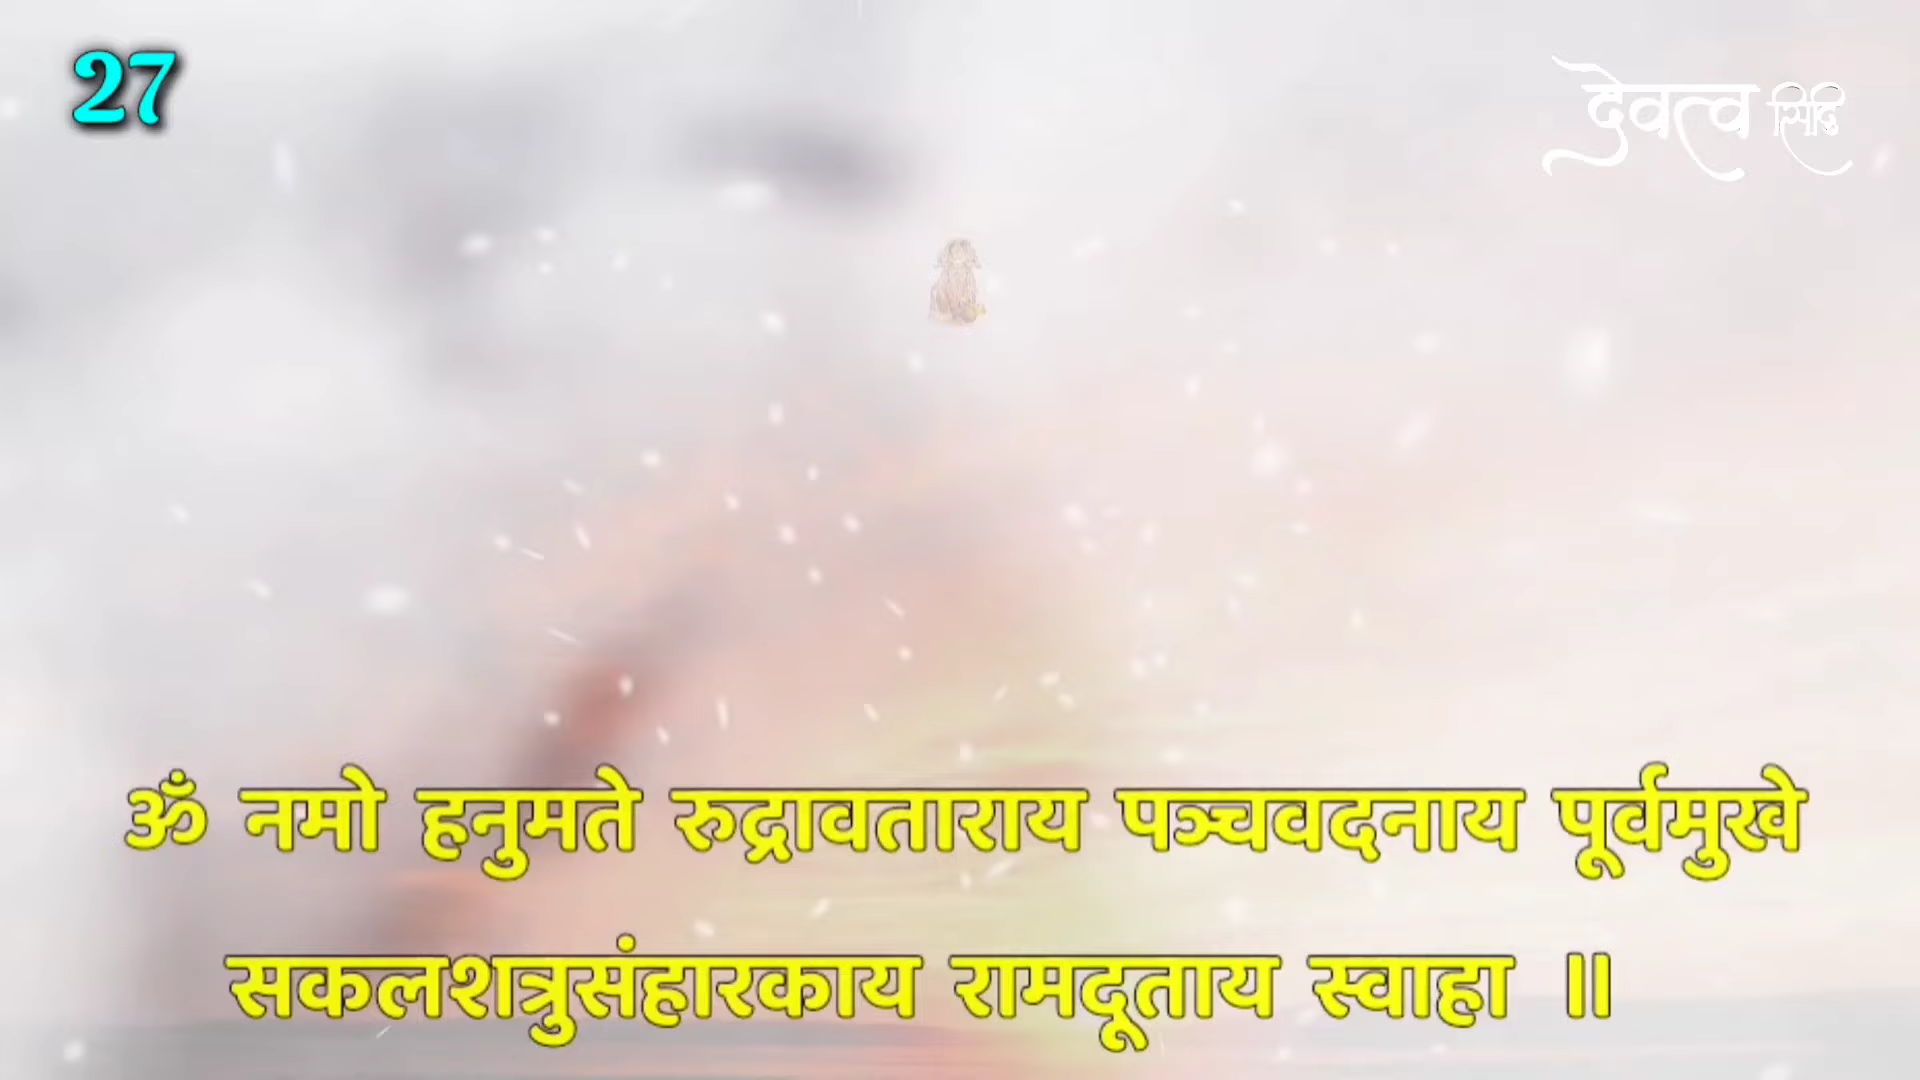 27
देवत्व सिद्धि
ॐ नमो हनुमते रुद्रावताराय पञ्चवदनाय पूर्वमुखे
सकलशत्रुसंहारकाय रामदूताय स्वाहा ॥